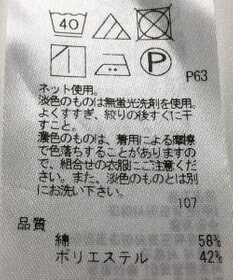 40
P
P63
ネット使用。
淡色のものは無蛍光洗剤を使用。
よくすすぎ、絞りの後すぐに干
すこと。
濃色のものは、着用による摩擦
で色落ちすることがありますの
で、組合せの衣服にご注意くだ
さい。また、淡色のものとは別
にお洗い下さい。
107
品質
綿 58%
ポリエステル 42%